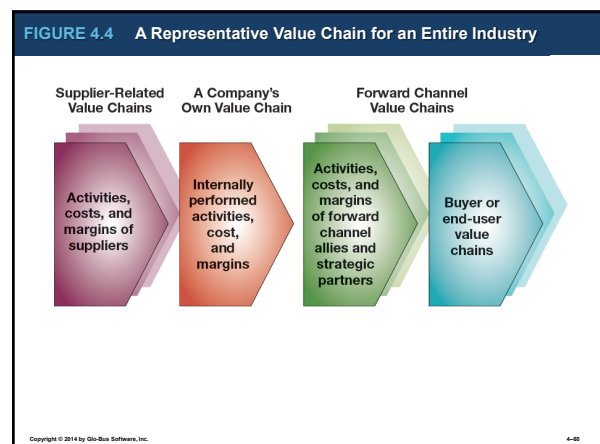 FIGURE 4.4 A Representative Value Chain for an Entire Industry
Supplier-Related
Value Chains
A Company's
Own Value Chain
Forward Channel
Value Chains
Activities,
costs, and
margins of
suppliers
Internally
performed
activities,
cost,
and
margins
Activities,
costs, and
margins
of forward
channel
allies and
strategic
partners
Buyer or
end-user
value
chains
Copyright © 2014 by Glo-Bus Software, Inc.
4–60